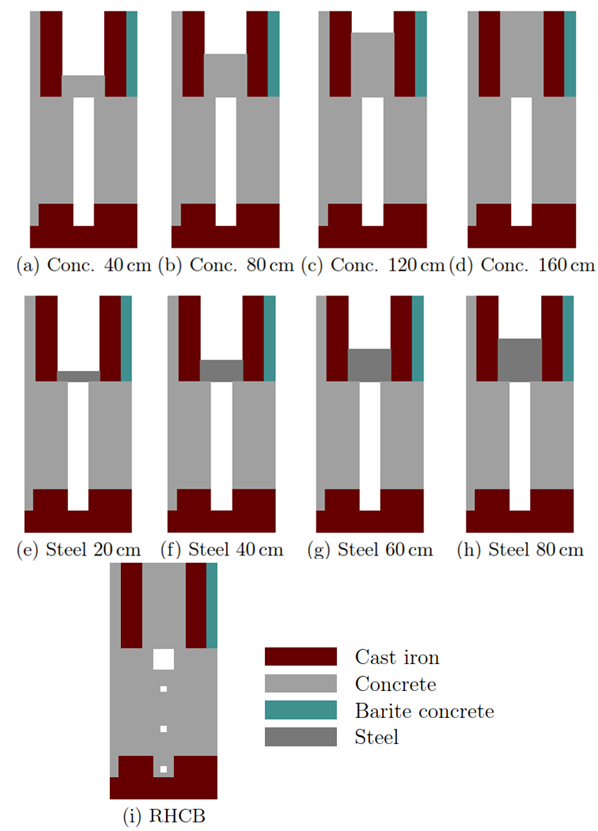 (a) Conc. 40 cm (b) Conc. 80 cm (c) Conc. 120 cm (d) Conc. 160 cm
(e) Steel 20 cm (f) Steel 40 cm (g) Steel 60 cm (h) Steel 80 cm
Cast iron
Concrete
Barite concrete
Steel
(i) RHCB